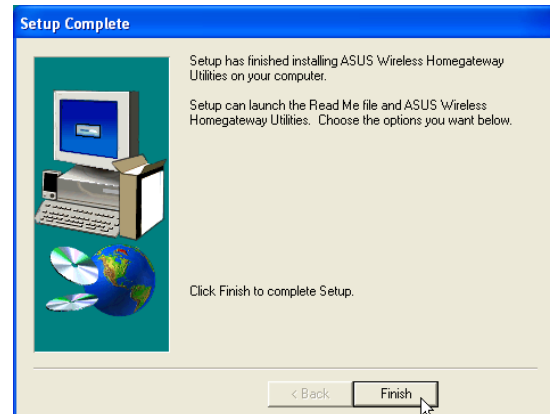 Setup Complete
Setup has finished installing ASUS Wireless Homegateway
Utilities on your computer.
Setup can launch the Read Me file and ASUS Wireless
Homegateway Utilities. Choose the options you want below.
Click Finish to complete Setup.
< Back
Finish